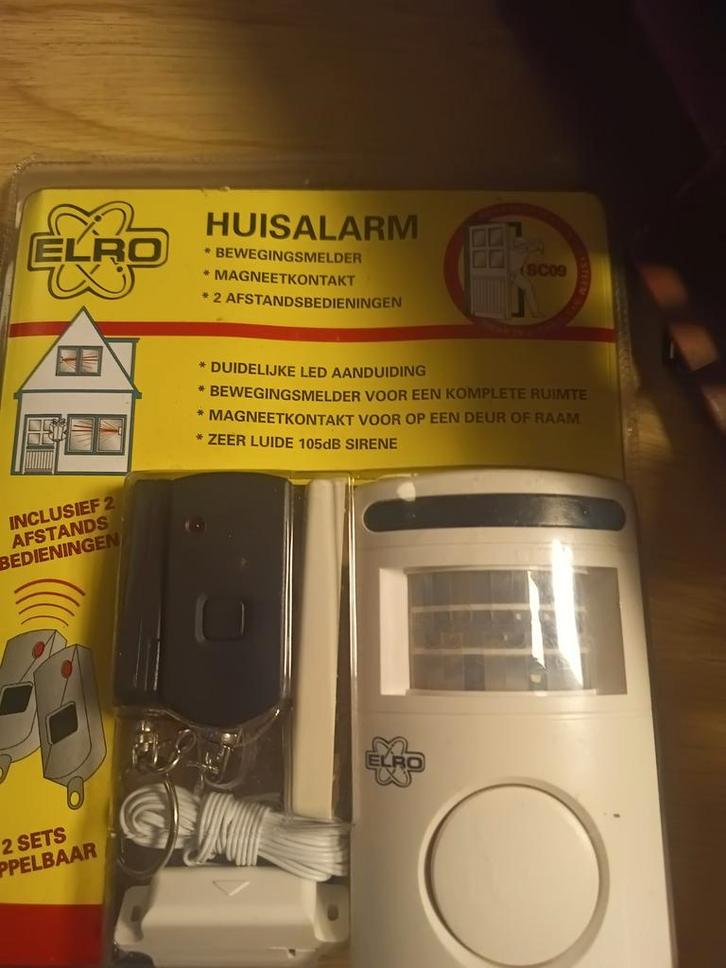 ELRO
HUISALARM
* BEWEGINGSMELDER
* MAGNEETKONTAKT
* 2 AFSTANDSBEDIENINGEN
SC09
* DUIDELIJKE LED AANDUIDING
* BEWEGINGSMELDER VOOR EEN KOMPLETE RUIMTE
* MAGNEETKONTAKT VOOR OP EEN DEUR OF RAAM
* ZEER LUIDE 105dB SIRENE
INCLUSIEF 2
AFSTANDS
BEDIENINGEN
ELRO
2 SETS
PPELBAAR